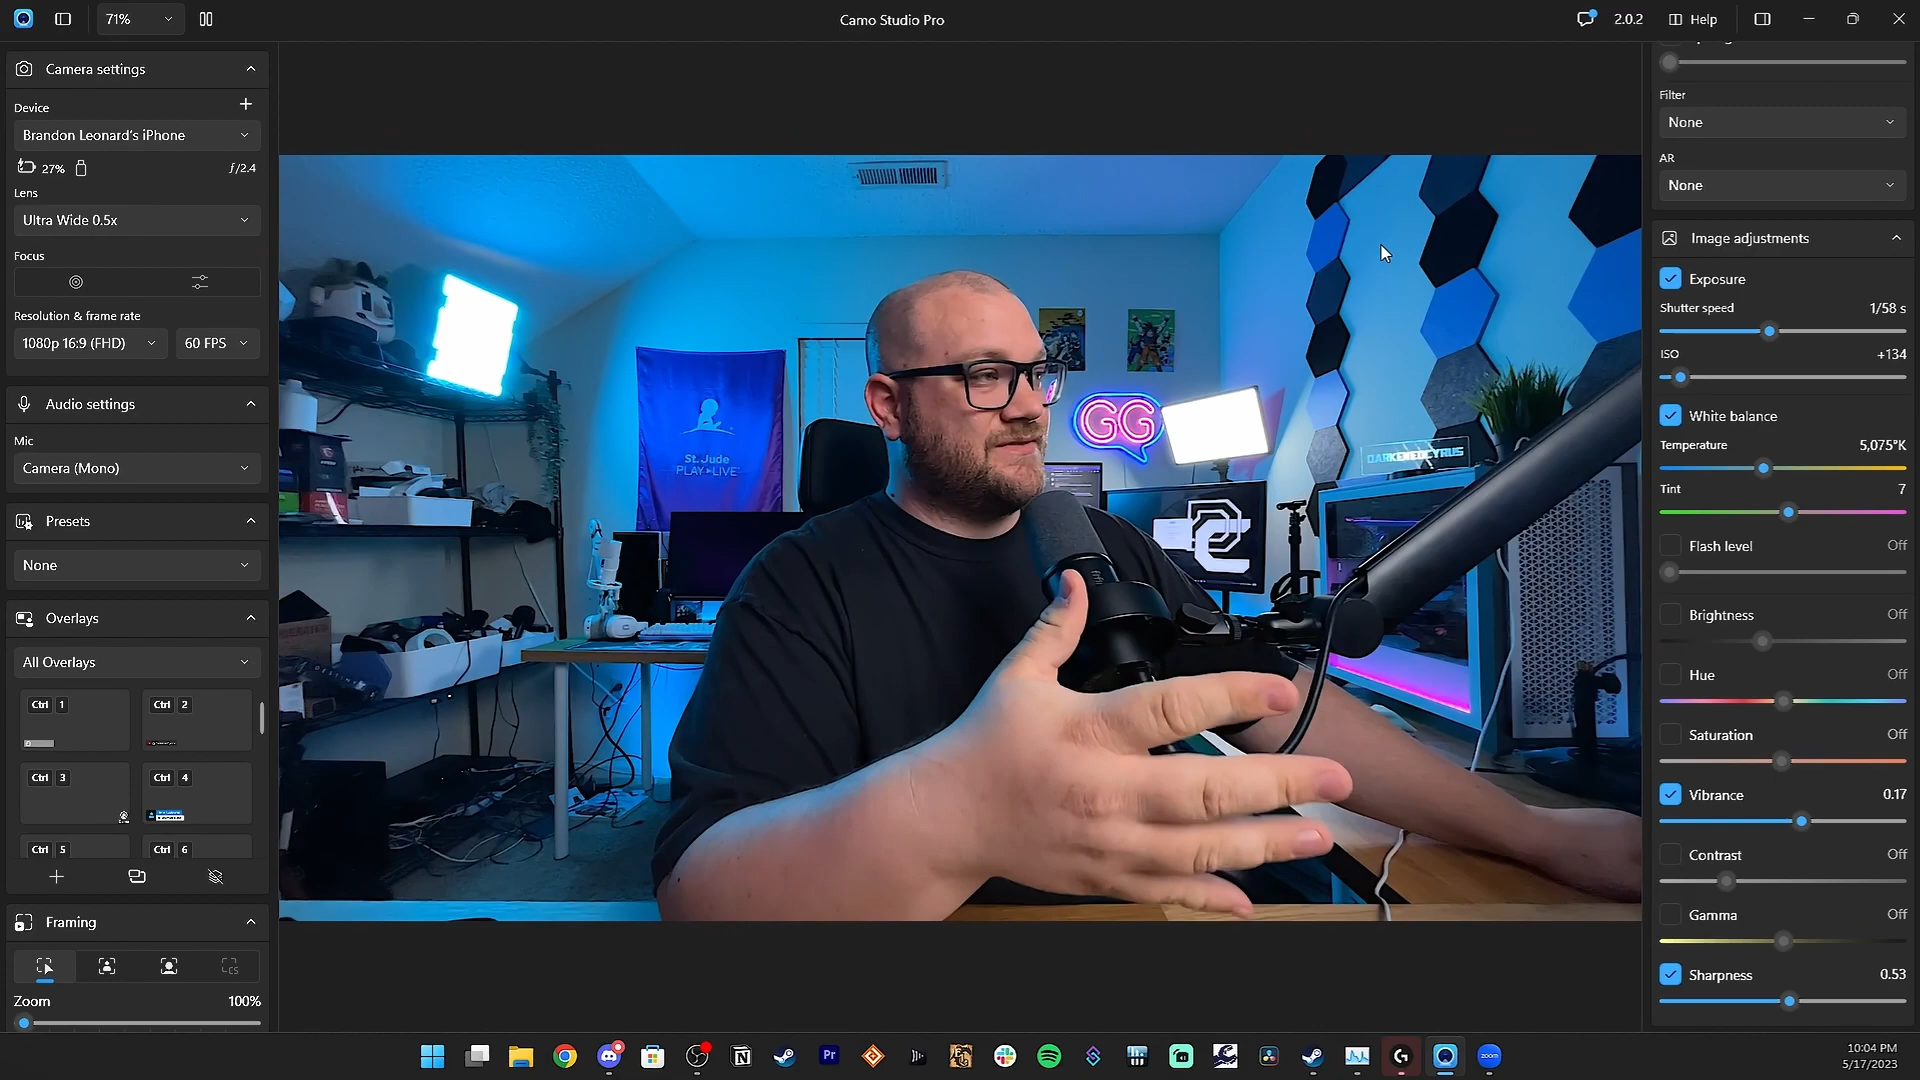 71%
Camo Studio Pro
2.0.2
Help
Camera settings
Device
Brandon Leonard's iPhone
27%
ƒ/2.4
Lens
Ultra Wide 0.5x
Focus
Resolution & frame rate
1080p 16:9 (FHD)
60 FPS
Audio settings
Mic
Camera (Mono)
Presets
None
Overlays
All Overlays
Ctrl 1
Ctrl 2
Ctrl 3
Ctrl 4
Ctrl 5
Ctrl 6
Framing
Zoom
100%
St. Jude
PLAY LIVE
GG
DARKENEDCYRUS
Filter
None
AR
None
Image adjustments
Exposure
Shutter speed
1/58 s
ISO
+134
White balance
Temperature
5,075°K
Tint
7
Flash level
Off
Brightness
Off
Hue
Off
Saturation
Off
Vibrance
0.17
Contrast
Off
Gamma
Off
Sharpness
0.53
Pr
zoom
10:04 PM
5/17/2023